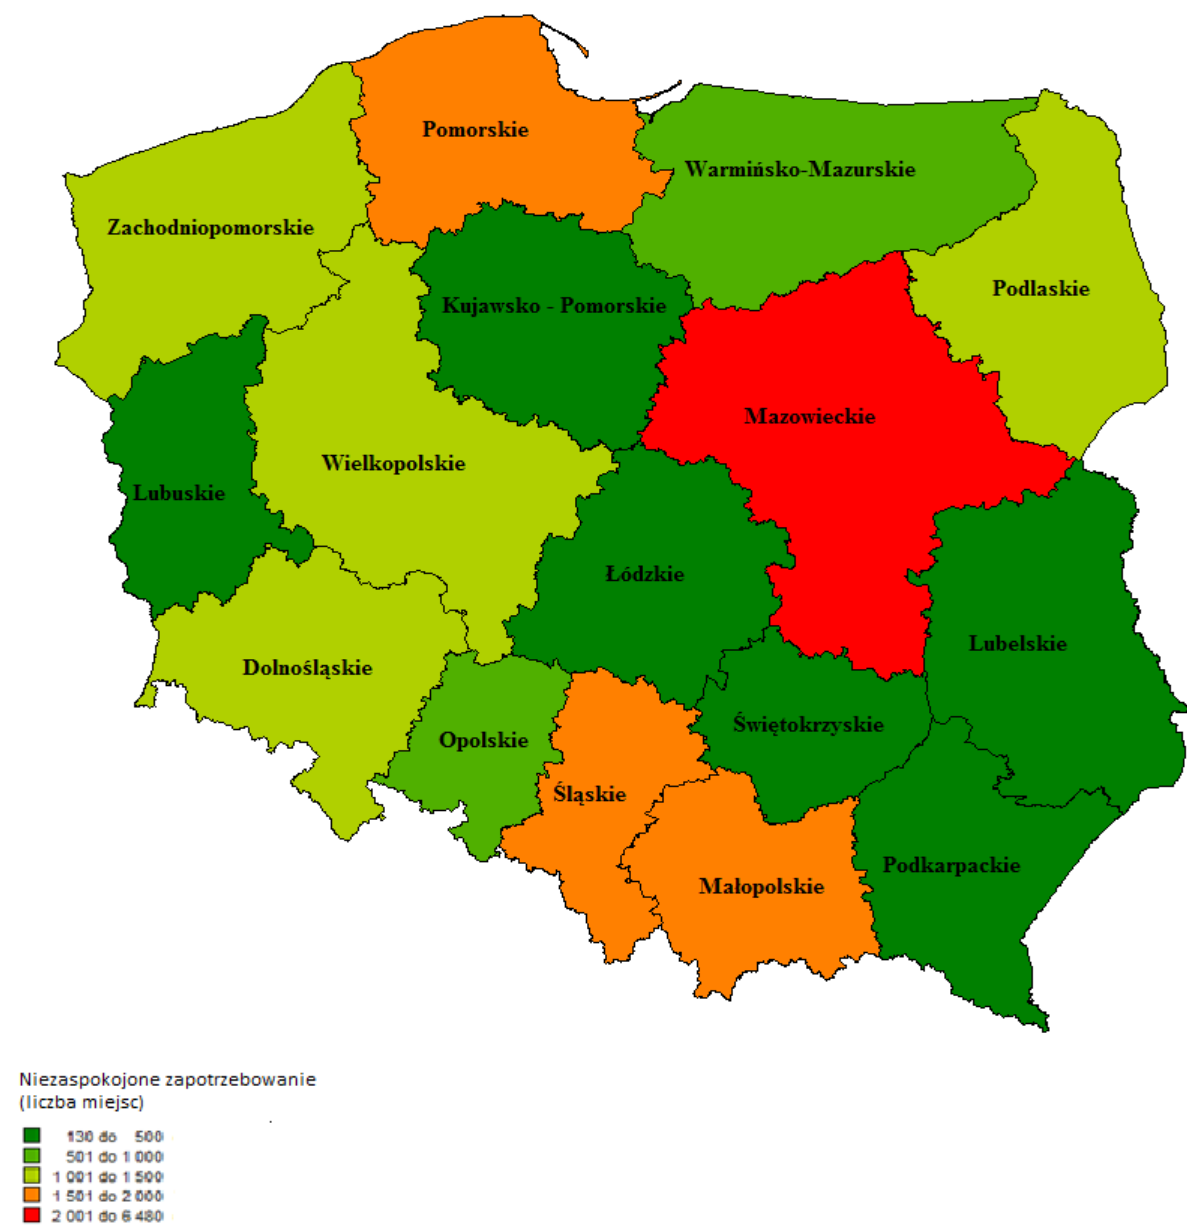 Pomorskie
Warmińsko-Mazurskie
Zachodniopomorskie
Podlaskie
Kujawsko - Pomorskie
Mazowieckie
Wielkopolskie
Lubuskie
Łódzkie
Lubelskie
Dolnośląskie
Świętokrzyskie
Opolskie
Śląskie
Podkarpackie
Małopolskie
Niezaspokojone zapotrzebowanie
(liczba miejsc)
130 do 500
501 do 1 000
1 001 do 1 500
1 501 do 2 000
2 001 do 6 480